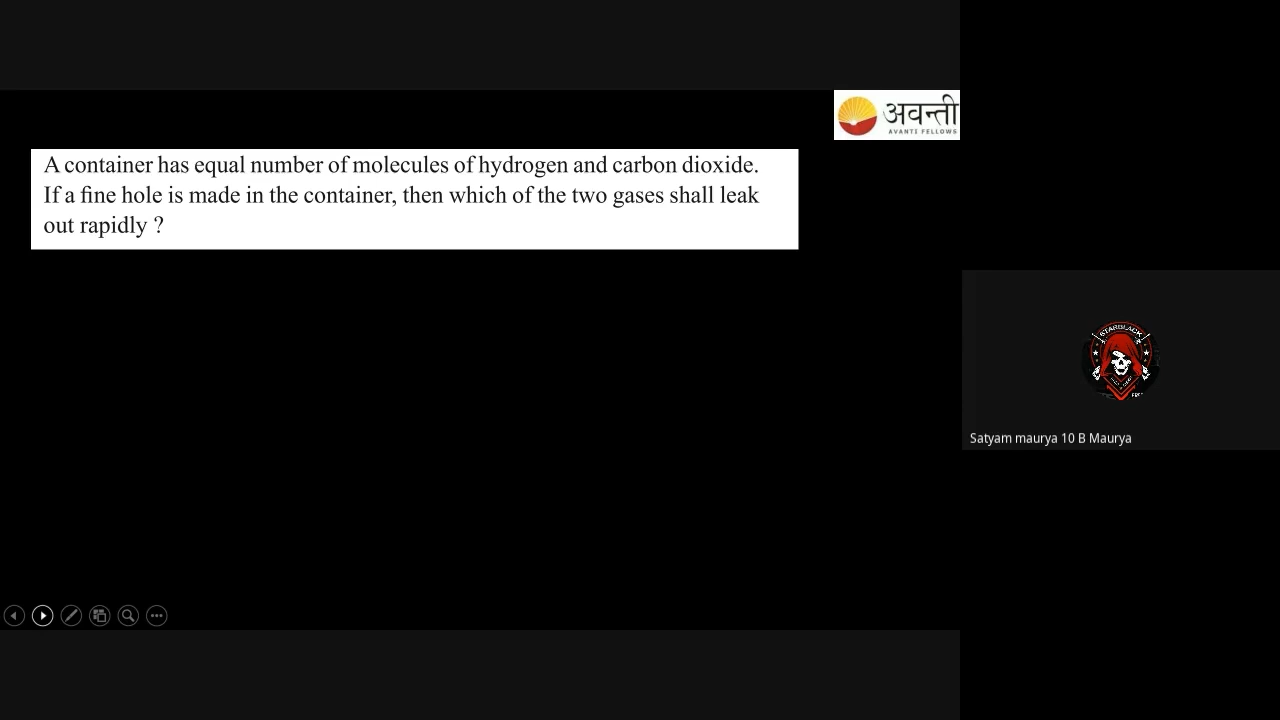 अवन्ती
AVANTI FELLOWS
A container has equal number of molecules of hydrogen and carbon dioxide.
If a fine hole is made in the container, then which of the two gases shall leak
out rapidly ?
STARBLACK
Satyam maurya 10 B Maurya